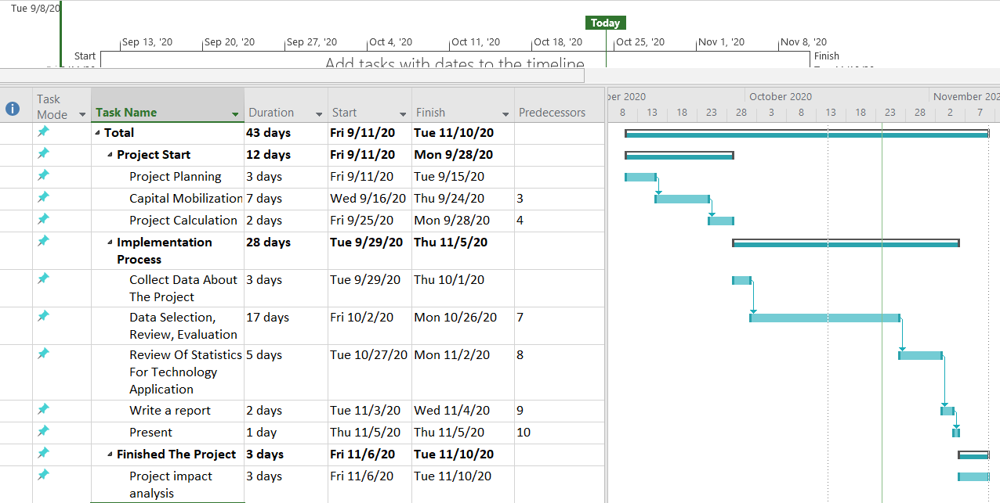 Tue 9/8/20
Today
Sep 13, '20 Sep 20, '20 Sep 27, '20 Oct 4, '20 Oct 11, '20 Oct 18, '20 Oct 25, '20 Nov 1, '20 Nov 8, '20
Start
Finish
Add tasks with dates to the timeline
Task Mode Task Name Duration Start Finish Predecessors
2020 October 2020 November
8 13 18 23 28 3 8 13 18 23 28 2 7
Total 43 days Fri 9/11/20 Tue 11/10/20
Project Start 12 days Fri 9/11/20 Mon 9/28/20
Project Planning 3 days Fri 9/11/20 Tue 9/15/20
Capital Mobilization 7 days Wed 9/16/20 Thu 9/24/20 3
Project Calculation 2 days Fri 9/25/20 Mon 9/28/20 4
Implementation 28 days Tue 9/29/20 Thu 11/5/20
Process
Collect Data About 3 days Tue 9/29/20 Thu 10/1/20
The Project
Data Selection, 17 days Fri 10/2/20 Mon 10/26/20 7
Review, Evaluation
Review Of Statistics 5 days Tue 10/27/20 Mon 11/2/20 8
For Technology
Application
Write a report 2 days Tue 11/3/20 Wed 11/4/20 9
Present 1 day Thu 11/5/20 Thu 11/5/20 10
Finished The Project 3 days Fri 11/6/20 Tue 11/10/20
Project impact 3 days Fri 11/6/20 Tue 11/10/20
analysis